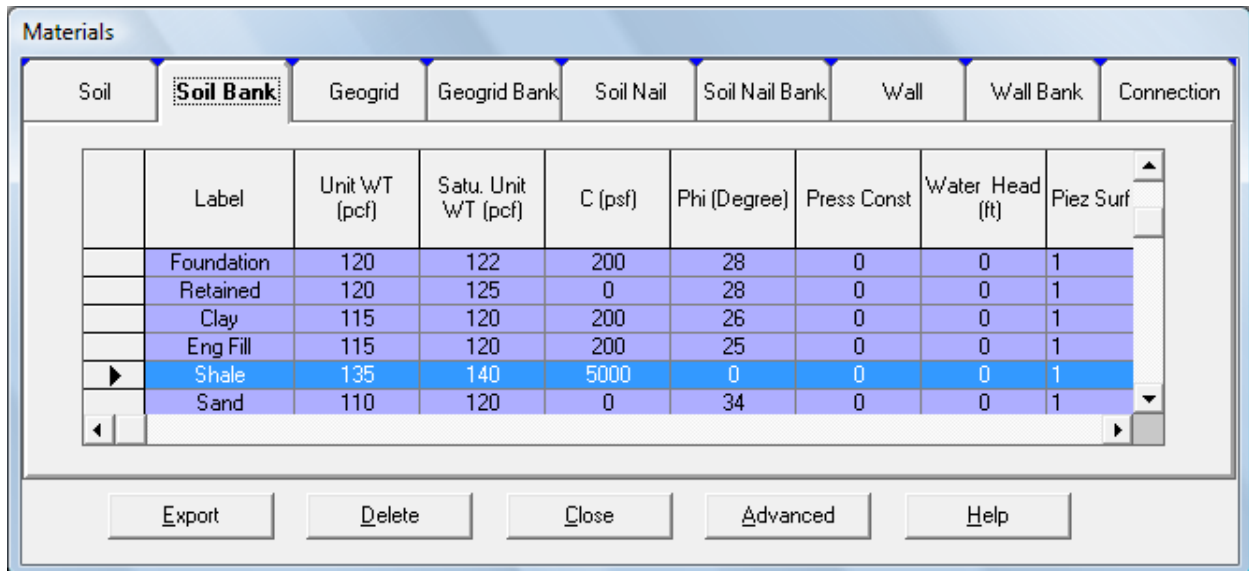 Materials
Soil Soil Bank Geogrid Geogrid Bank Soil Nail Soil Nail Bank Wall Wall Bank Connection
Label Unit WT (pcf) Satu. Unit WT (pcf) C (psf) Phi (Degree) Press Const Water Head (ft) Piez Surf
Foundation 120 122 200 28 0 0 1
Retained 120 125 0 28 0 0 1
Clay 115 120 200 26 0 0 1
Eng Fill 115 120 200 25 0 0 1
Shale 135 140 5000 0 0 0 1
Sand 110 120 0 34 0 0 1
Export Delete Close Advanced Help